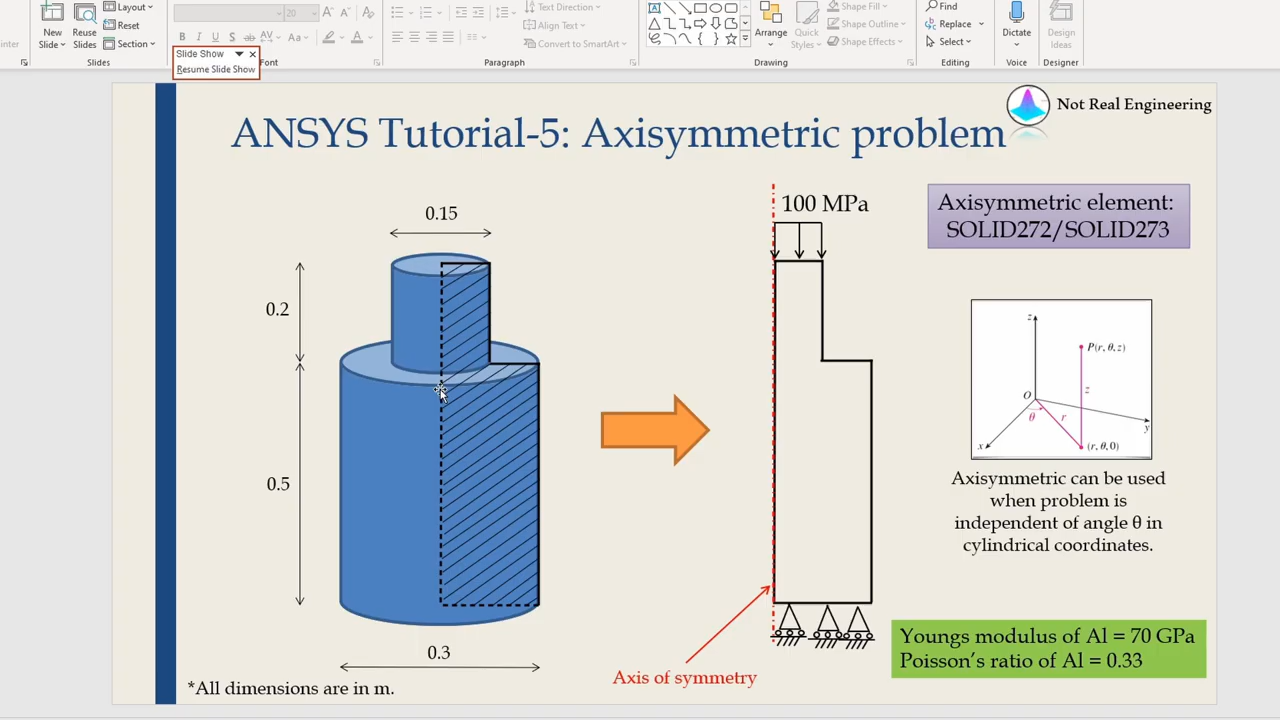 New
Slide
Reuse
Slides
Layout
Reset
Section
Slides
20
A
A
B
I
U
S
ab
AV
Aa
A
Slide Show
Resume Slide Show
Font
Text Direction
Align Text
Convert to SmartArt
Paragraph
Arrange
Quick
Styles
Shape Fill
Shape Outline
Shape Effects
Drawing
Find
Replace
Select
Editing
Dictate
Voice
Design
Ideas
Designer
Not Real Engineering
ANSYS Tutorial-5: Axisymmetric problem
0.15
0.2
0.5
0.3
*All dimensions are in m.
100 MPa
Axis of symmetry
Axisymmetric element:
SOLID272/SOLID273
z
P(r, θ, z)
z
O
θ
r
y
x
(r, θ, 0)
Axisymmetric can be used
when problem is
independent of angle θ in
cylindrical coordinates.
Youngs modulus of Al = 70 GPa
Poisson's ratio of Al = 0.33